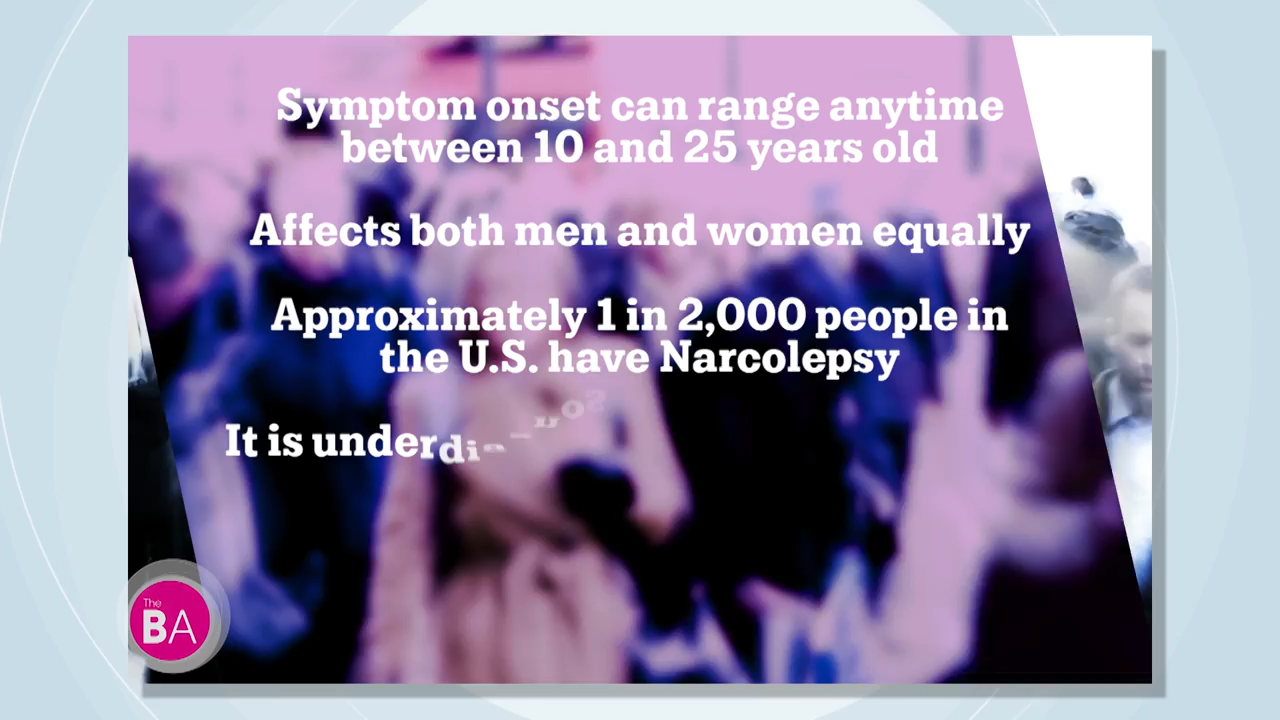 Symptom onset can range anytime
between 10 and 25 years old
Affects both men and women equally
Approximately 1 in 2,000 people in
the U.S. have Narcolepsy
It is under
The
BA